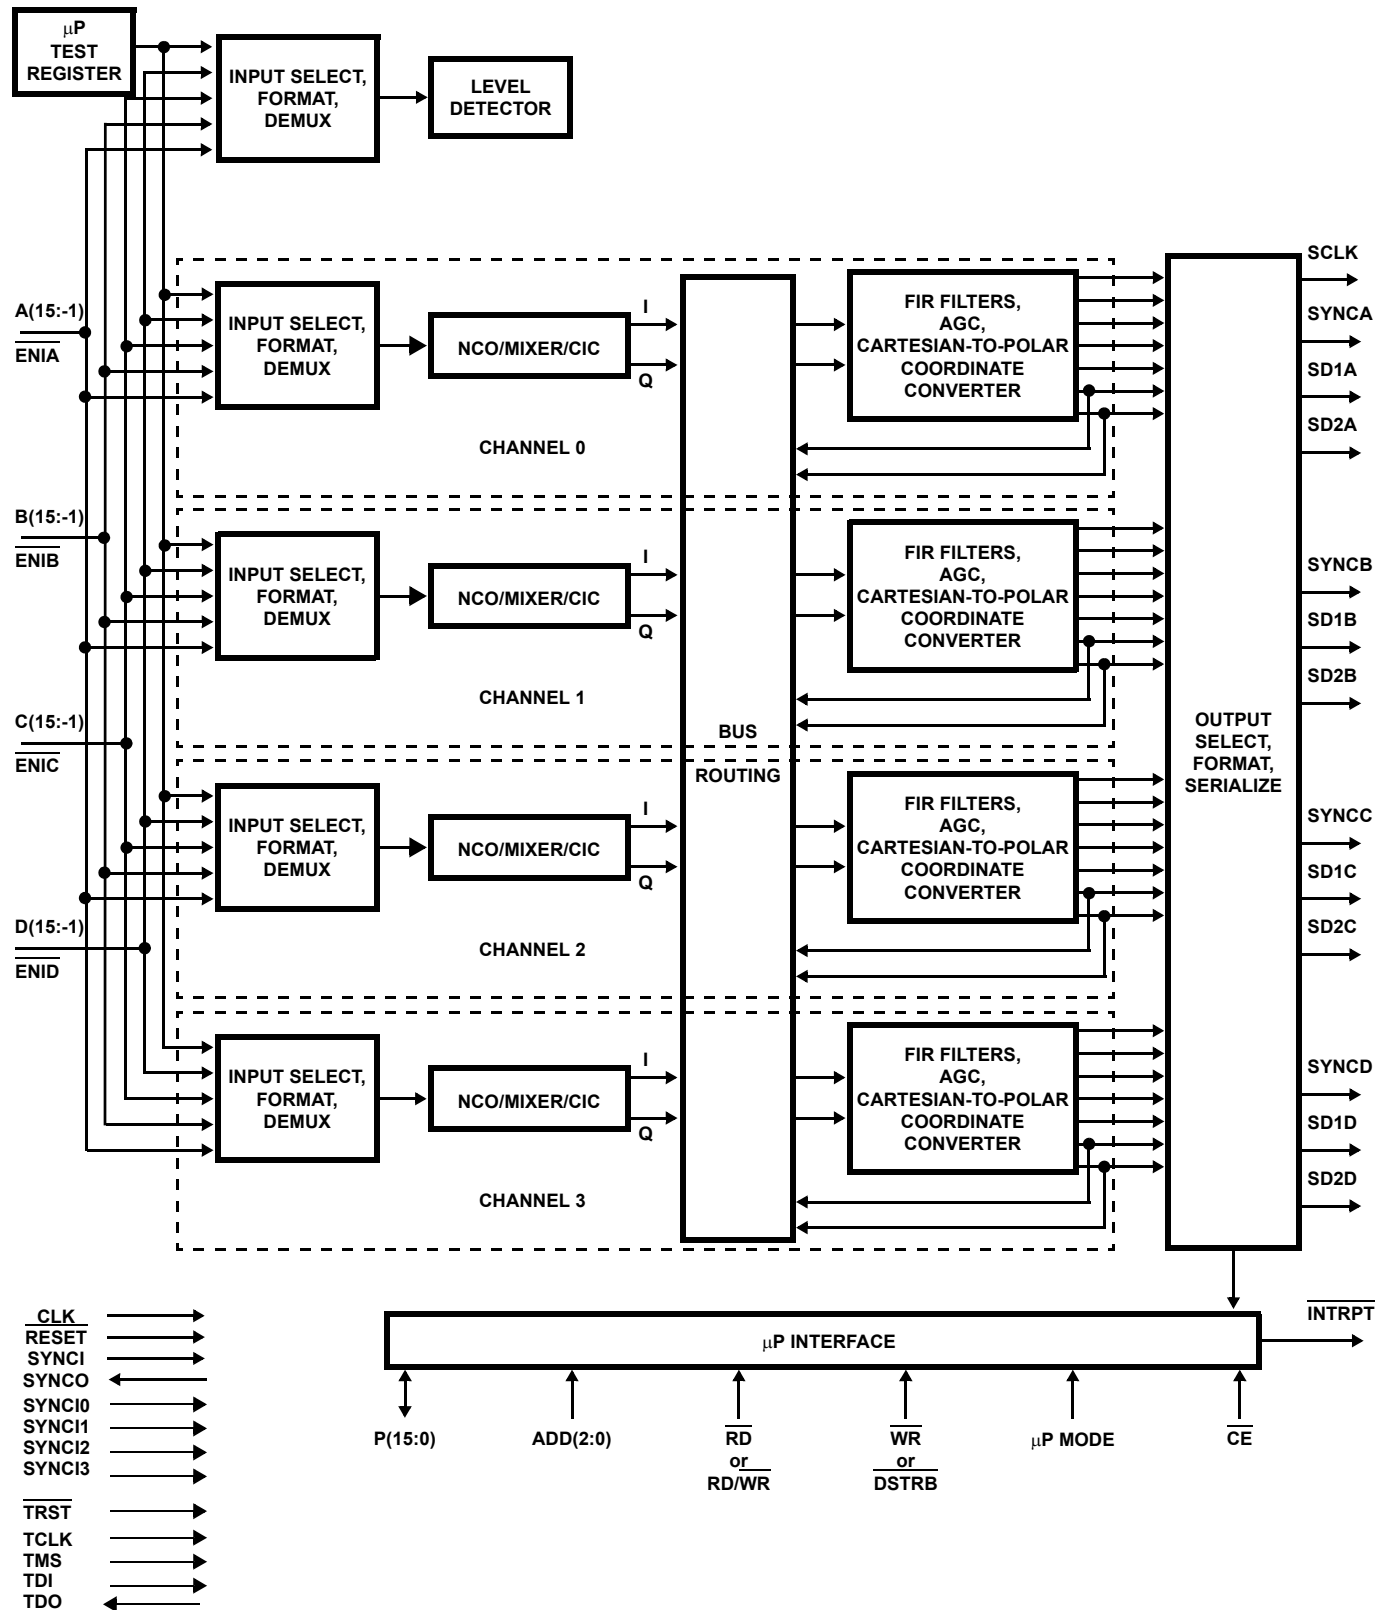 μP
TEST
REGISTER
INPUT SELECT,
FORMAT,
DEMUX
LEVEL
DETECTOR
A(15:-1)
ENIA
B(15:-1)
ENIB
C(15:-1)
ENIC
D(15:-1)
ENID
INPUT SELECT,
FORMAT,
DEMUX
NCO/MIXER/CIC
I
Q
FIR FILTERS,
AGC,
CARTESIAN-TO-POLAR
COORDINATE
CONVERTER
CHANNEL 0
INPUT SELECT,
FORMAT,
DEMUX
NCO/MIXER/CIC
I
Q
FIR FILTERS,
AGC,
CARTESIAN-TO-POLAR
COORDINATE
CONVERTER
CHANNEL 1
BUS
ROUTING
INPUT SELECT,
FORMAT,
DEMUX
NCO/MIXER/CIC
I
Q
FIR FILTERS,
AGC,
CARTESIAN-TO-POLAR
COORDINATE
CONVERTER
CHANNEL 2
INPUT SELECT,
FORMAT,
DEMUX
NCO/MIXER/CIC
I
Q
FIR FILTERS,
AGC,
CARTESIAN-TO-POLAR
COORDINATE
CONVERTER
CHANNEL 3
OUTPUT
SELECT,
FORMAT,
SERIALIZE
SCLK
SYNCA
SD1A
SD2A
SYNCB
SD1B
SD2B
SYNCC
SD1C
SD2C
SYNCD
SD1D
SD2D
CLK
RESET
SYNCI
SYNCO
SYNCI0
SYNCI1
SYNCI2
SYNCI3
TRST
TCLK
TMS
TDI
TDO
μP INTERFACE
INTRPT
P(15:0)
ADD(2:0)
RD
or
RD/WR
WR
or
DSTRB
μP MODE
CE